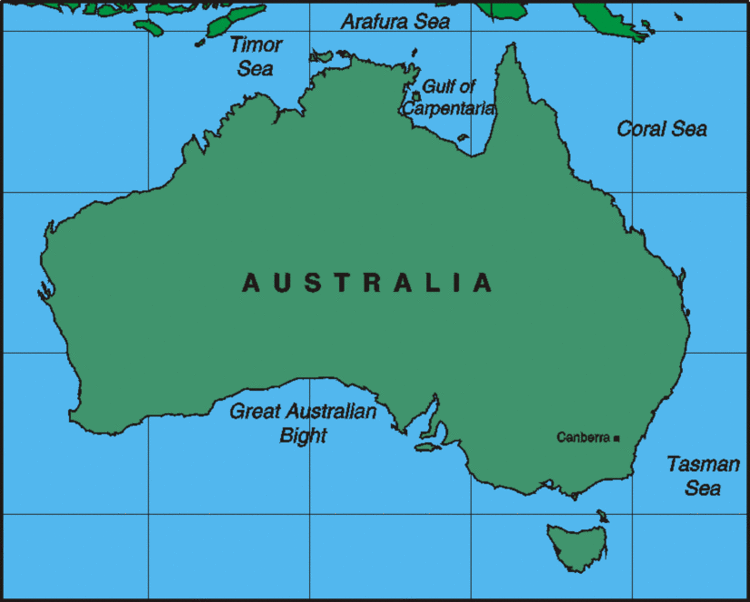 Arafura Sea
Timor
Sea
Gulf of
Carpentaria
Coral Sea
AUSTRALIA
Great Australian
Bight
Canberra
Tasman
Sea